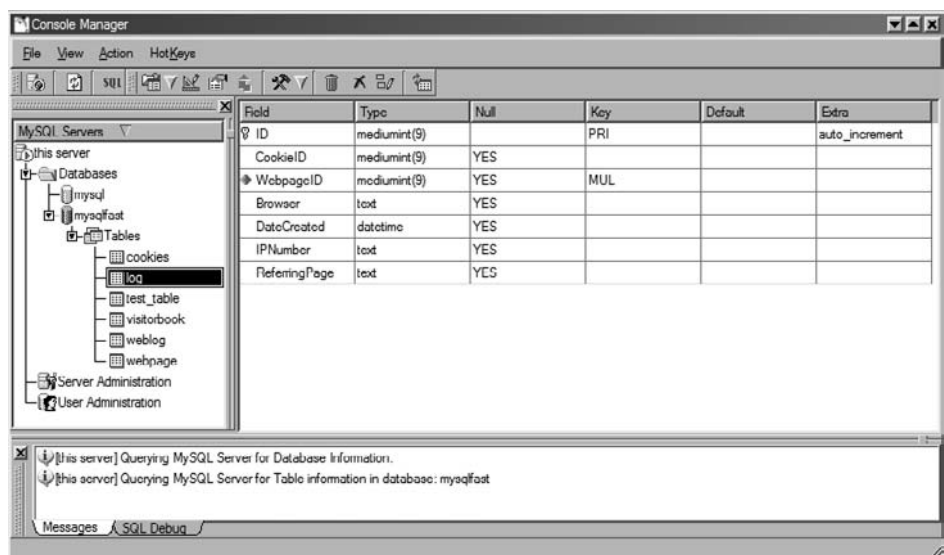 Console Manager
File View Action HotKeys
SQL
MySQL Servers
this server
Databases
mysql
mysqlfast
Tables
cookies
log
test_table
visitorbook
weblog
webpage
Server Administration
User Administration
Field Type Null Key Default Extra
ID mediumint(9) PRI auto_increment
CookieID mediumint(9) YES
WebpageID mediumint(9) YES MUL
Browser text YES
DateCreated datetime YES
IPNumber text YES
ReferringPage text YES
[this server] Querying MySQL Server for Database Information.
[this server] Querying MySQL Server for Table information in database: mysqlfast
Messages SQL Debug